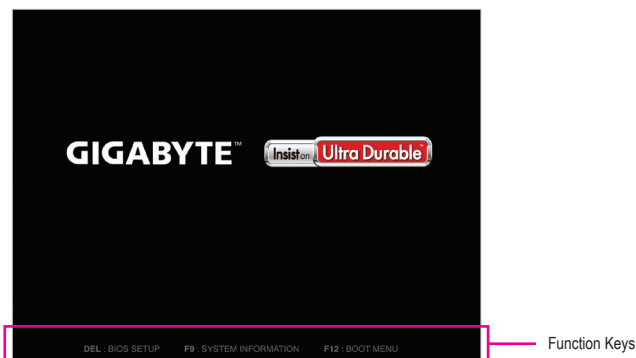 GIGABYTE™ Insist on Ultra Durable™
DEL : BIOS SETUP F9 : SYSTEM INFORMATION F12 : BOOT MENU
Function Keys